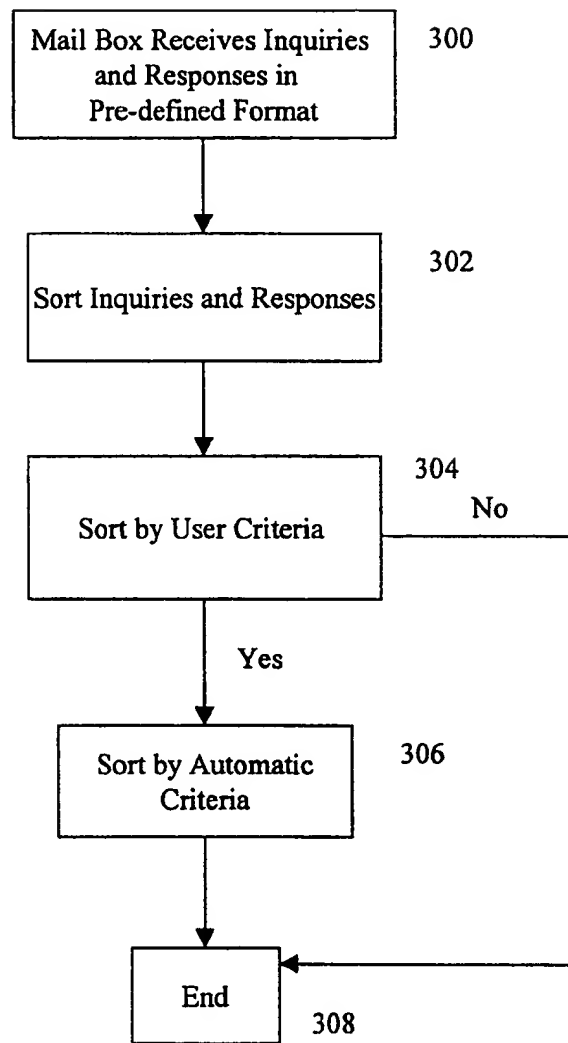 Mail Box Receives Inquiries
and Responses in
Pre-defined Format
300
302
Sort Inquiries and Responses
304
Sort by User Criteria
No
Yes
Sort by Automatic
Criteria
306
End
308